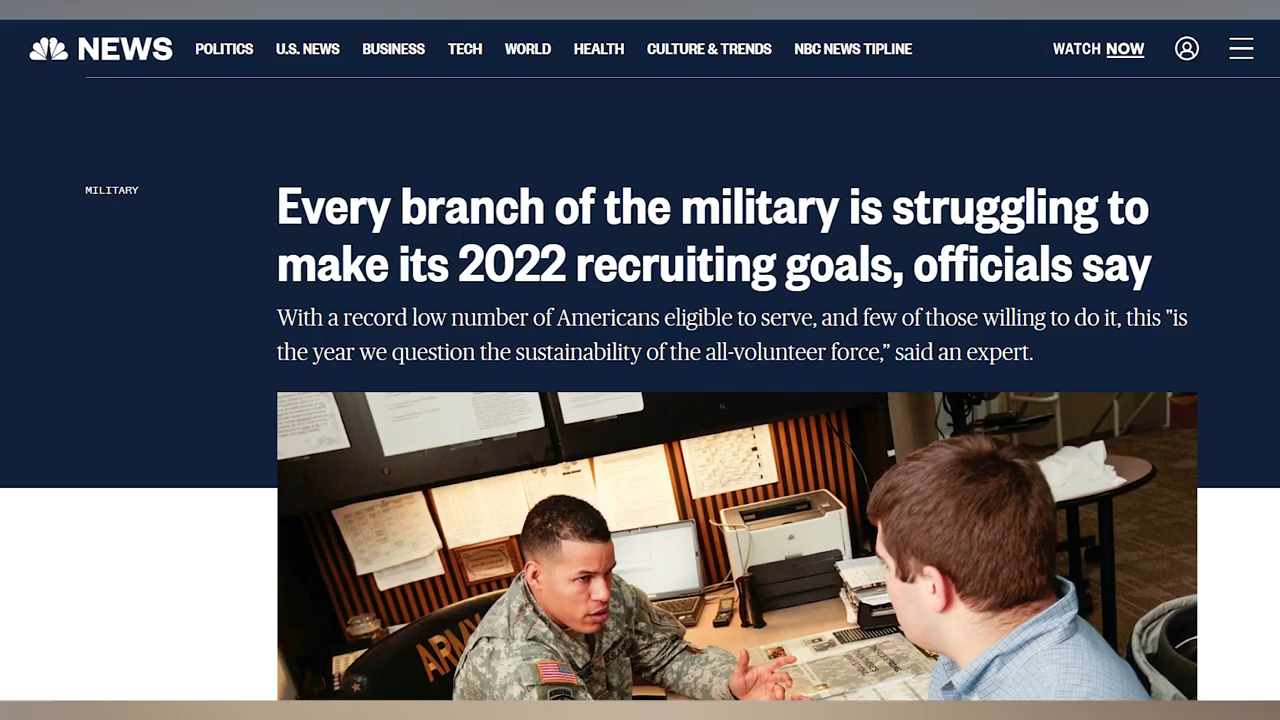 NEWS POLITICS U.S. NEWS BUSINESS TECH WORLD HEALTH CULTURE & TRENDS NBC NEWS TIPLINE WATCH NOW
MILITARY
Every branch of the military is struggling to
make its 2022 recruiting goals, officials say
With a record low number of Americans eligible to serve, and few of those willing to do it, this "is
the year we question the sustainability of the all-volunteer force,” said an expert.
ARMY